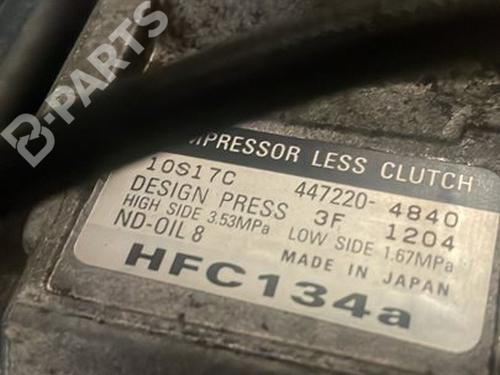 B-PARTS
COMPRESSOR LESS CLUTCH
10S17C 447220-4840
DESIGN PRESS 3F 1204
HIGH SIDE 3.53MPa LOW SIDE 1.67MPa
ND-OIL 8 MADE IN JAPAN
HFC134a